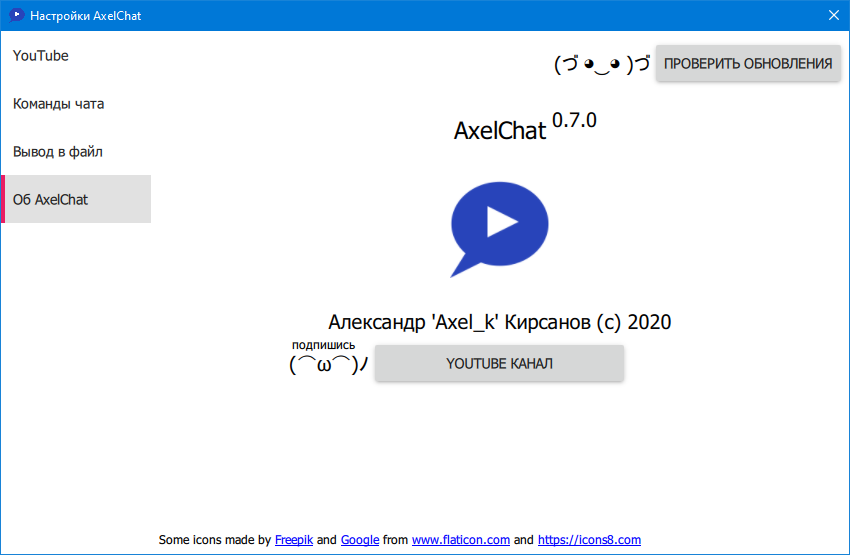 Настройки AxelChat
YouTube
Команды чата
Вывод в файл
Об AxelChat
(づ ◕‿◕ )づ ПРОВЕРИТЬ ОБНОВЛЕНИЯ
AxelChat 0.7.0
Александр 'Axel_k' Кирсанов (c) 2020
подпишись
(⌒ω⌒)ﾉ YOUTUBE КАНАЛ
Some icons made by Freepik and Google from www.flaticon.com and https://icons8.com